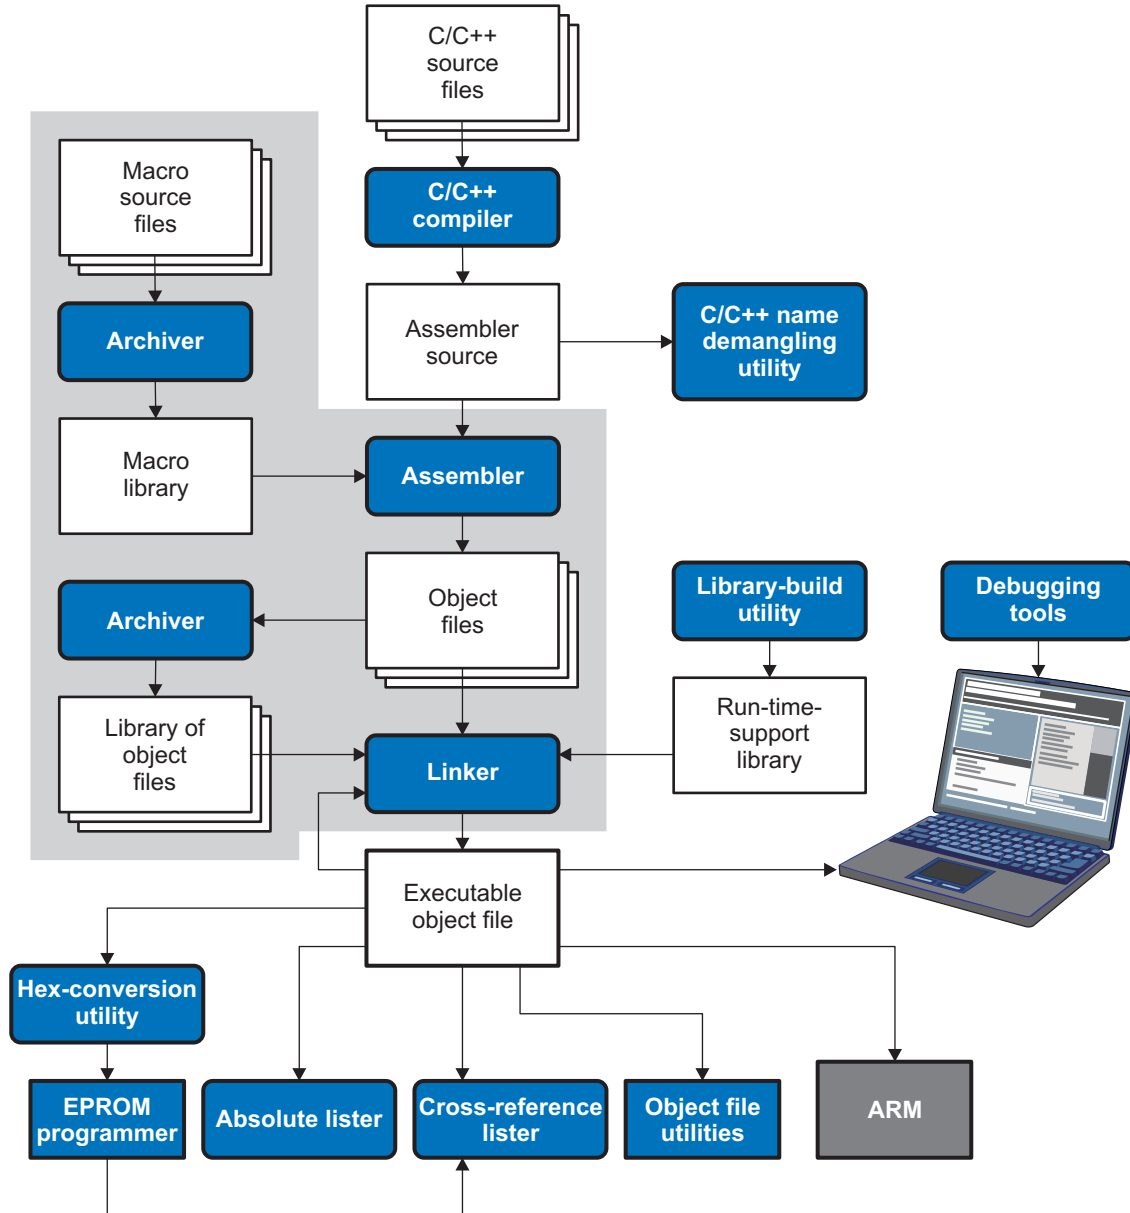 C/C++
source
files
Macro
source
files
C/C++
compiler
Archiver
Assembler
source
C/C++ name
demangling
utility
Macro
library
Assembler
Archiver
Object
files
Library-build
utility
Debugging
tools
Library of
object
files
Linker
Run-time-
support
library
Executable
object file
Hex-conversion
utility
EPROM
programmer
Absolute lister
Cross-reference
lister
Object file
utilities
ARM